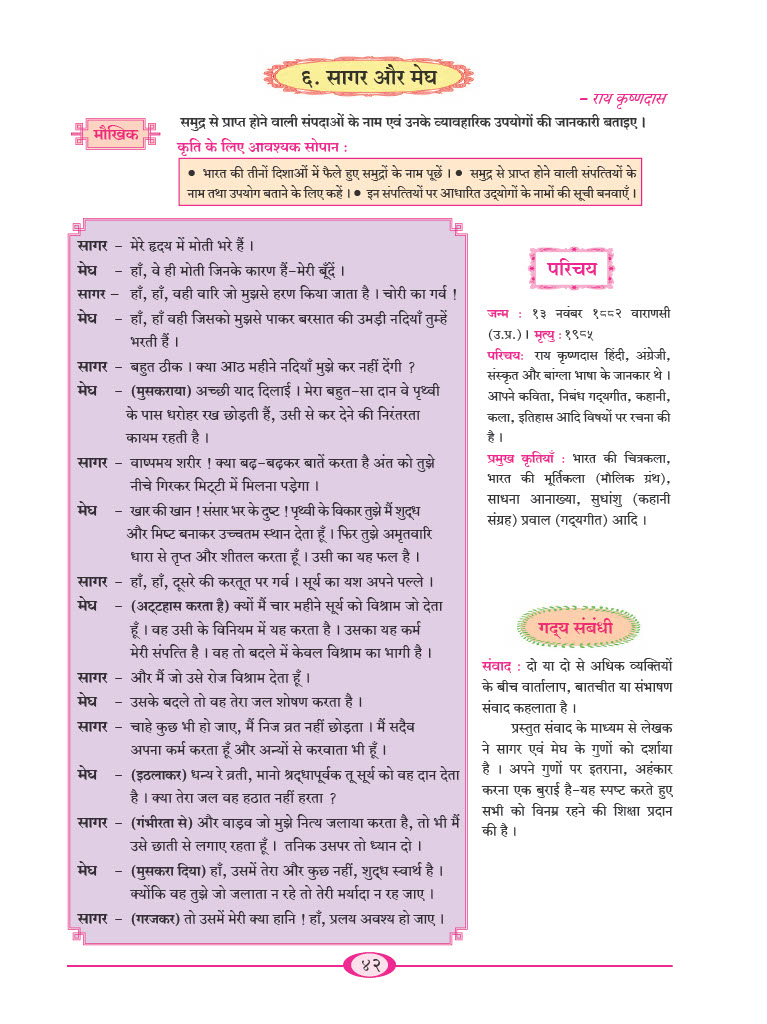 ६. सागर और मेघ
– राय कृष्णदास
मौखिक
समुद्र से प्राप्त होने वाली संपदाओं के नाम एवं उनके व्यावहारिक उपयोगों की जानकारी बताइए ।
कृति के लिए आवश्यक सोपान :
● भारत की तीनों दिशाओं में फैले हुए समुद्रों के नाम पूछें । ● समुद्र से प्राप्त होने वाली संपत्तियों के
नाम तथा उपयोग बताने के लिए कहें । ● इन संपत्तियों पर आधारित उद्योगों के नामों की सूची बनवाएँ ।
सागर – मेरे हृदय में मोती भरे हैं ।
मेघ – हाँ, वे ही मोती जिनके कारण हैं-मेरी बूँदें ।
सागर – हाँ, हाँ, वही वारि जो मुझसे हरण किया जाता है । चोरी का गर्व !
मेघ – हाँ, हाँ वही जिसको मुझसे पाकर बरसात की उमड़ी नदियाँ तुम्हें
भरती हैं ।
सागर – बहुत ठीक । क्या आठ महीने नदियाँ मुझे कर नहीं देंगी ?
मेघ – (मुसकराया) अच्छी याद दिलाई । मेरा बहुत-सा दान वे पृथ्वी
के पास धरोहर रख छोड़ती हैं, उसी से कर देने की निरंतरता
कायम रहती है ।
सागर – वाष्पमय शरीर ! क्या बढ़-बढ़कर बातें करता है अंत को तुझे
नीचे गिरकर मिट्टी में मिलना पड़ेगा ।
मेघ – खार की खान ! संसार भर के दुष्ट ! पृथ्वी के विकार तुझे मैं शुद्ध
और मिष्ट बनाकर उच्चतम स्थान देता हूँ । फिर तुझे अमृतवारि
धारा से तृप्त और शीतल करता हूँ । उसी का यह फल है ।
सागर – हाँ, हाँ, दूसरे की करतूत पर गर्व । सूर्य का यश अपने पल्ले ।
मेघ – (अट्टहास करता है) क्यों मैं चार महीने सूर्य को विश्राम जो देता
हूँ । वह उसी के विनियम में यह करता है । उसका यह कर्म
मेरी संपत्ति है । वह तो बदले में केवल विश्राम का भागी है ।
सागर – और मैं जो उसे रोज विश्राम देता हूँ ।
मेघ – उसके बदले तो वह तेरा जल शोषण करता है ।
सागर – चाहे कुछ भी हो जाए, मैं निज व्रत नहीं छोड़ता । मैं सदैव
अपना कर्म करता हूँ और अन्यों से करवाता भी हूँ ।
मेघ – (इठलाकर) धन्य रे व्रती, मानो श्रद्धापूर्वक तू सूर्य को वह दान देता
है । क्या तेरा जल वह हठात नहीं हरता ?
सागर – (गंभीरता से) और वाड़व जो मुझे नित्य जलाया करता है, तो भी मैं
उसे छाती से लगाए रहता हूँ । तनिक उसपर तो ध्यान दो ।
मेघ – (मुसकरा दिया) हाँ, उसमें तेरा और कुछ नहीं, शुद्ध स्वार्थ है ।
क्योंकि वह तुझे जो जलाता न रहे तो तेरी मर्यादा न रह जाए ।
सागर – (गरजकर) तो उसमें मेरी क्या हानि ! हाँ, प्रलय अवश्य हो जाए ।
परिचय
जन्म : १३ नवंबर १८८२ वाराणसी
(उ.प्र.) । मृत्यु : १९८५
परिचय: राय कृष्णदास हिंदी, अंग्रेजी,
संस्कृत और बांग्ला भाषा के जानकार थे ।
आपने कविता, निबंध गद्यगीत, कहानी,
कला, इतिहास आदि विषयों पर रचना की
है ।
प्रमुख कृतियाँ : भारत की चित्रकला,
भारत की मूर्तिकला (मौलिक ग्रंथ),
साधना आनाख्या, सुधांशु (कहानी
संग्रह) प्रवाल (गद्यगीत) आदि ।
गद्य संबंधी
संवाद : दो या दो से अधिक व्यक्तियों
के बीच वार्तालाप, बातचीत या संभाषण
संवाद कहलाता है ।
प्रस्तुत संवाद के माध्यम से लेखक
ने सागर एवं मेघ के गुणों को दर्शाया
है । अपने गुणों पर इतराना, अहंकार
करना एक बुराई है-यह स्पष्ट करते हुए
सभी को विनम्र रहने की शिक्षा प्रदान
की है ।
४२